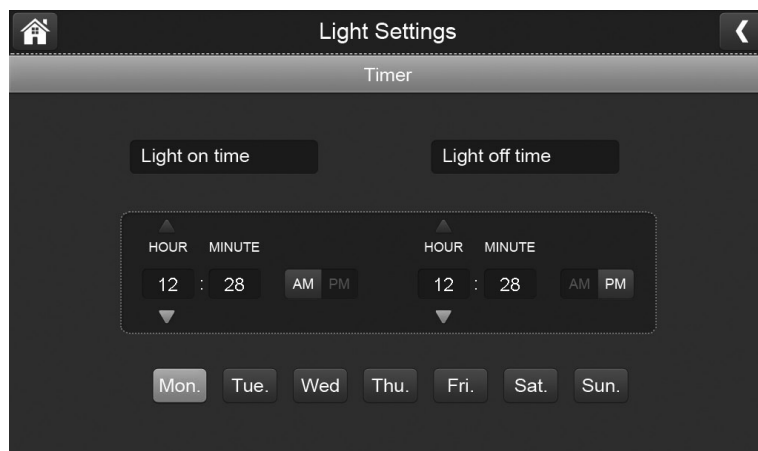 Light Settings
Timer
Light on time Light off time
HOUR MINUTE HOUR MINUTE
12 : 28 AM PM 12 : 28 AM PM
Mon. Tue. Wed Thu. Fri. Sat. Sun.